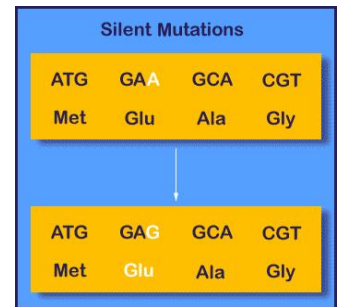 Silent Mutations
ATG GAA GCA CGT
Met Glu Ala Gly
ATG GAG GCA CGT
Met Glu Ala Gly